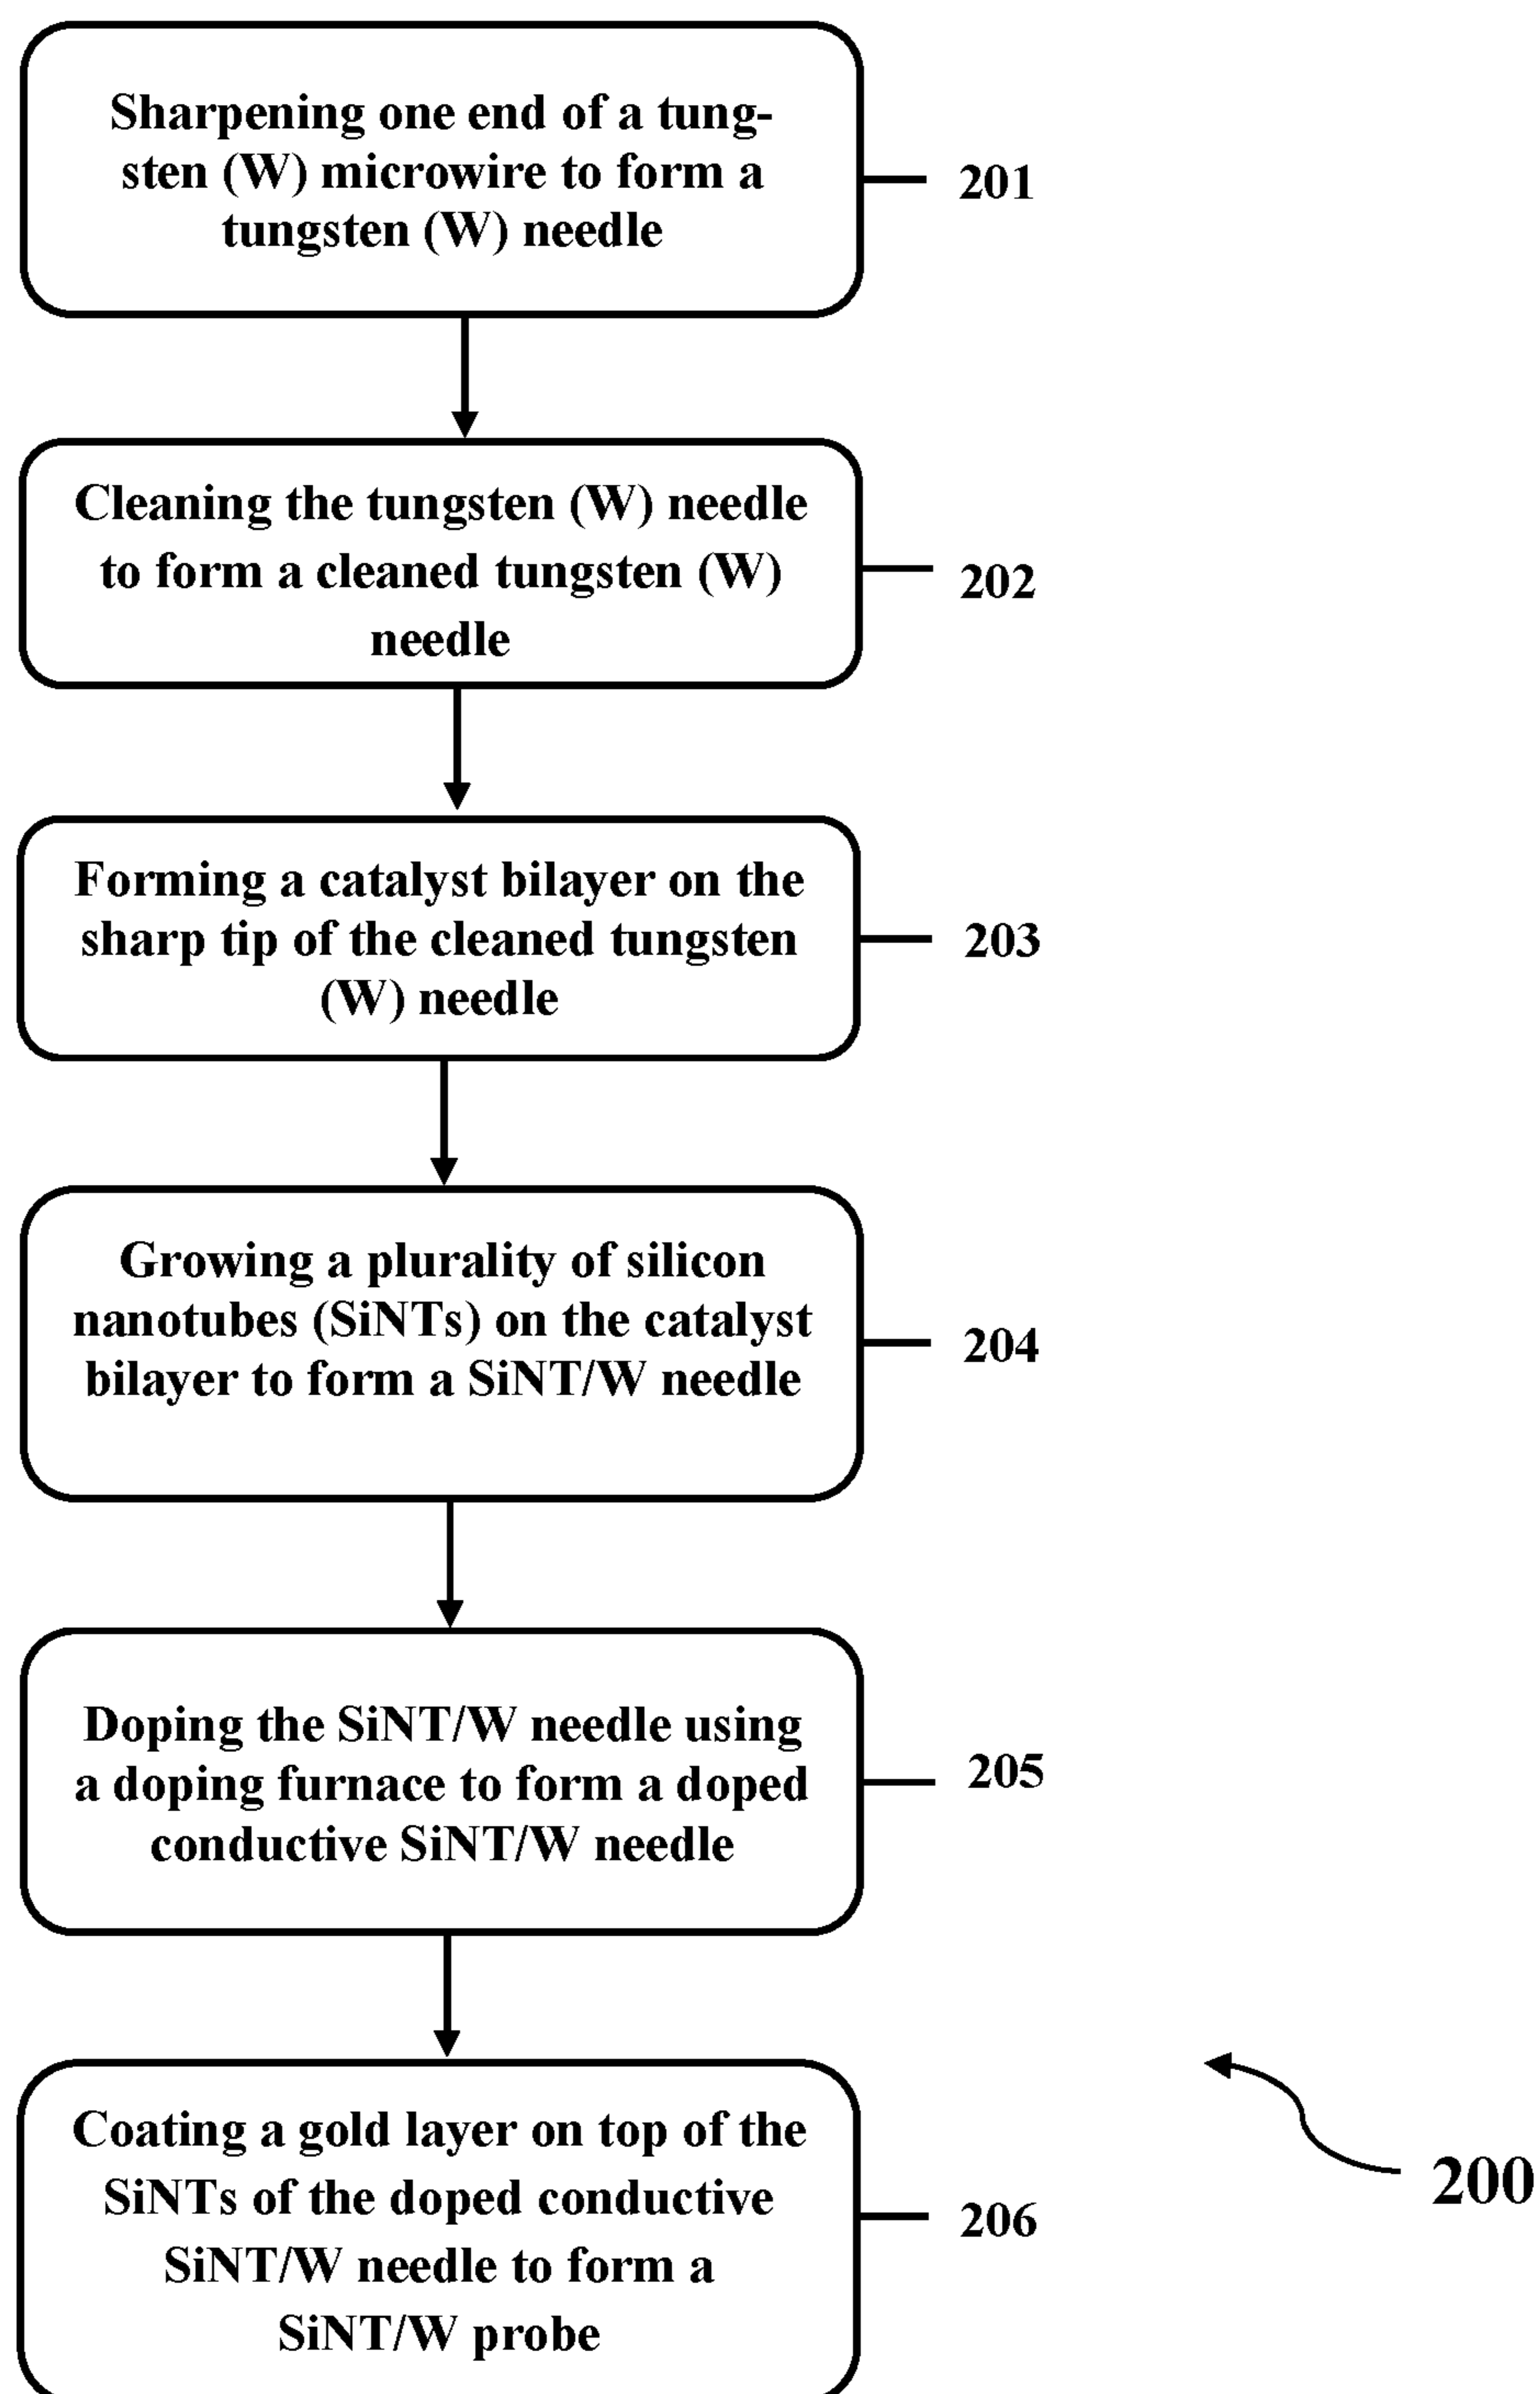 Sharpening one end of a tung-
sten (W) microwire to form a
tungsten (W) needle
201
Cleaning the tungsten (W) needle
to form a cleaned tungsten (W)
needle
202
Forming a catalyst bilayer on the
sharp tip of the cleaned tungsten
(W) needle
203
Growing a plurality of silicon
nanotubes (SiNTs) on the catalyst
bilayer to form a SiNT/W needle
204
Doping the SiNT/W needle using
a doping furnace to form a doped
conductive SiNT/W needle
205
Coating a gold layer on top of the
SiNTs of the doped conductive
SiNT/W needle to form a
SiNT/W probe
206
200